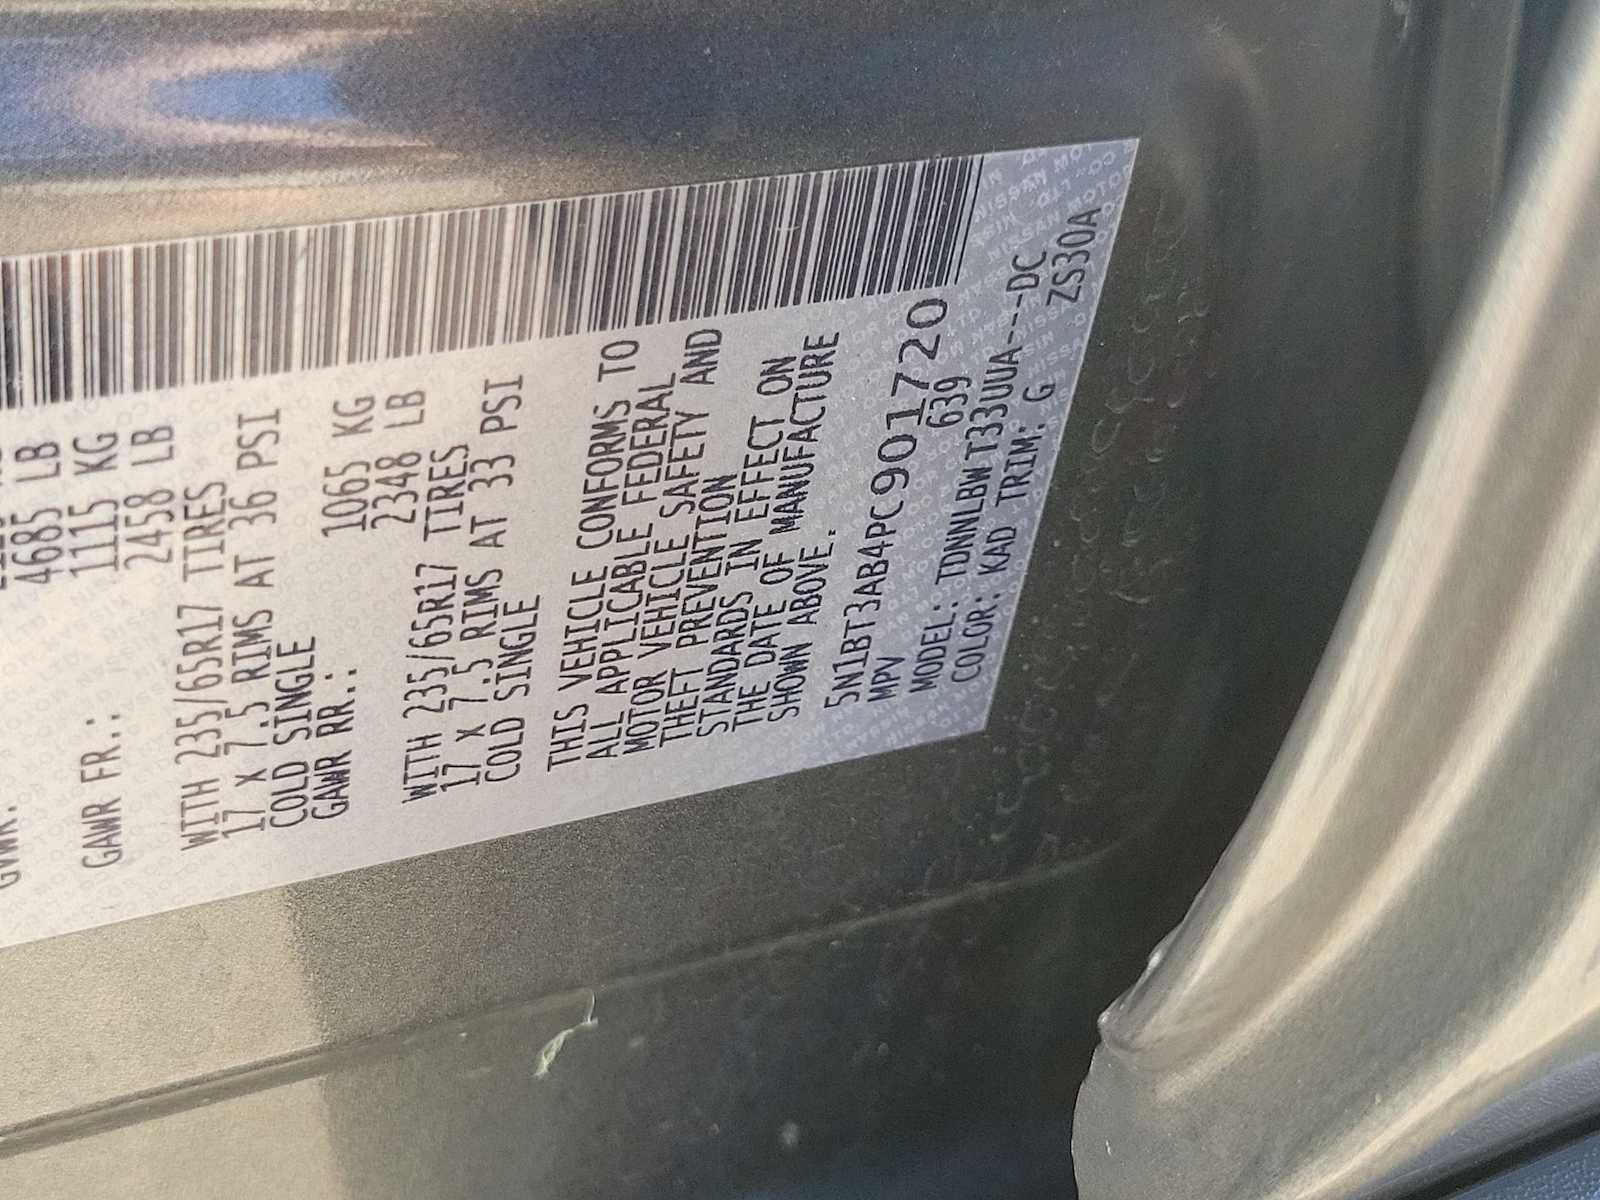 4685 LB
GAWR FR.: 1115 KG
2458 LB
WITH 235/65R17 TIRES
17 X 7.5 RIMS AT 36 PSI
COLD SINGLE
GAWR RR.: 1065 KG
2348 LB
WITH 235/65R17 TIRES
17 X 7.5 RIMS AT 33 PSI
COLD SINGLE
THIS VEHICLE CONFORMS TO
ALL APPLICABLE FEDERAL
MOTOR VEHICLE SAFETY AND
THEFT PREVENTION
STANDARDS IN EFFECT ON
THE DATE OF MANUFACTURE
SHOWN ABOVE.
5N1BT3AB4PC901720
MPV 639
MODEL: TDNNLBWT33UUA---DC
COLOR: KAD TRIM: G ZS30A